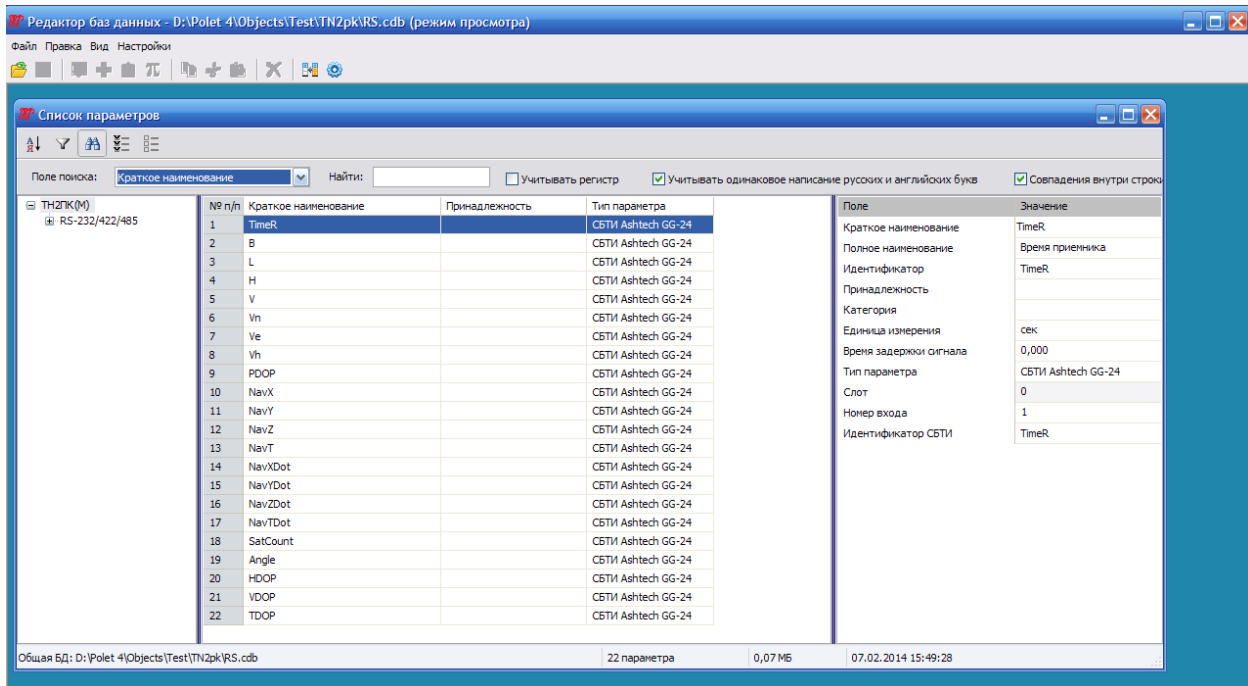 Редактор баз данных - D:\Polet 4\Objects\Test\TN2pk\RS.cdb (режим просмотра)
Файл Правка Вид Настройки
Список параметров
Поле поиска: Краткое наименование Найти: Учитывать регистр Учитывать одинаковое написание русских и английских букв Совпадения внутри строки
ТН2ПК(М)
RS-232/422/485
№ п/п Краткое наименование Принадлежность Тип параметра
1 TimeR СБТИ Ashtech GG-24
2 B СБТИ Ashtech GG-24
3 L СБТИ Ashtech GG-24
4 H СБТИ Ashtech GG-24
5 V СБТИ Ashtech GG-24
6 Vn СБТИ Ashtech GG-24
7 Ve СБТИ Ashtech GG-24
8 Vh СБТИ Ashtech GG-24
9 PDOP СБТИ Ashtech GG-24
10 NavX СБТИ Ashtech GG-24
11 NavY СБТИ Ashtech GG-24
12 NavZ СБТИ Ashtech GG-24
13 NavT СБТИ Ashtech GG-24
14 NavXDot СБТИ Ashtech GG-24
15 NavYDot СБТИ Ashtech GG-24
16 NavZDot СБТИ Ashtech GG-24
17 NavTDot СБТИ Ashtech GG-24
18 SatCount СБТИ Ashtech GG-24
19 Angle СБТИ Ashtech GG-24
20 HDOP СБТИ Ashtech GG-24
21 VDOP СБТИ Ashtech GG-24
22 TDOP СБТИ Ashtech GG-24
Поле Значение
Краткое наименование TimeR
Полное наименование Время приемника
Идентификатор TimeR
Принадлежность
Категория
Единица измерения сек
Время задержки сигнала 0,000
Тип параметра СБТИ Ashtech GG-24
Слот 0
Номер входа 1
Идентификатор СБТИ TimeR
Общая БД: D:\Polet 4\Objects\Test\TN2pk\RS.cdb 22 параметра 0,07 МБ 07.02.2014 15:49:28